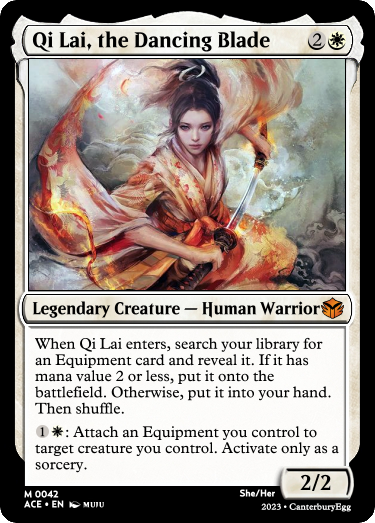 Qi Lai, the Dancing Blade 2
Legendary Creature — Human Warrior
When Qi Lai enters, search your library for
an Equipment card and reveal it. If it has
mana value 2 or less, put it onto the
battlefield. Otherwise, put it into your hand.
Then shuffle.
1 : Attach an Equipment you control to
target creature you control. Activate only as a
sorcery.
2/2
M 0042 She/Her
ACE • EN MUJU 2023 • CanterburyEgg